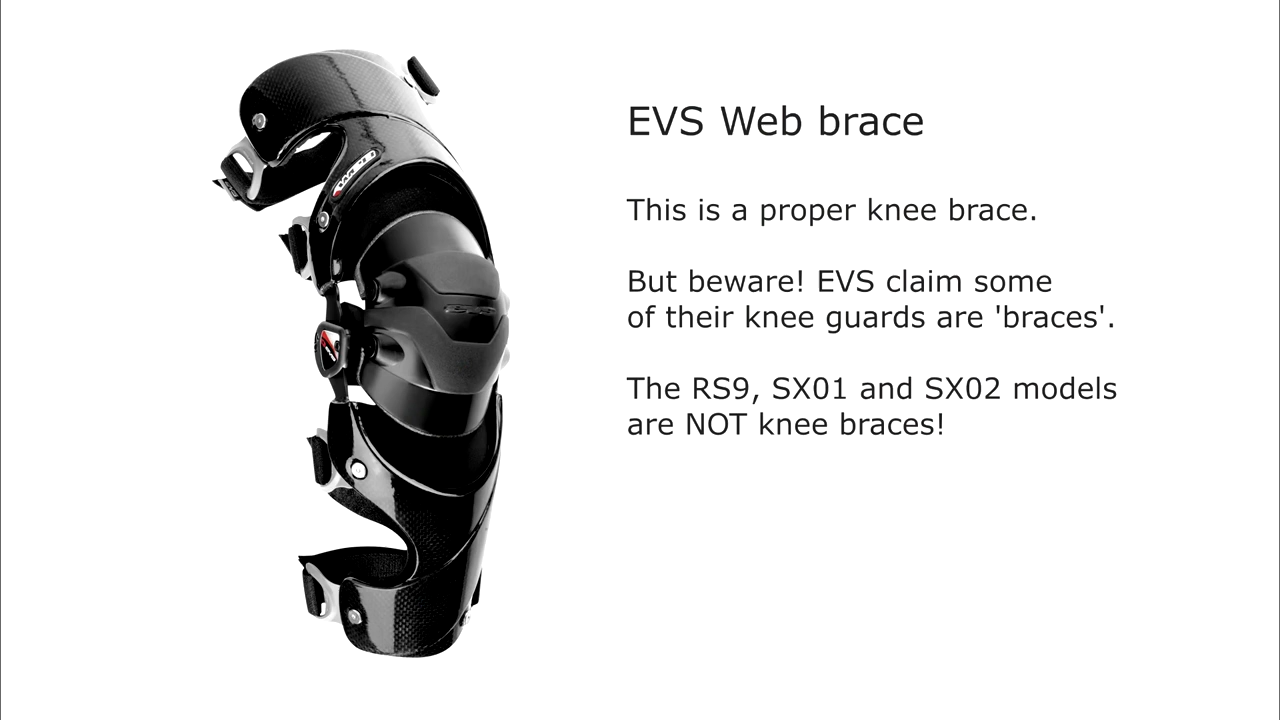 EVS Web brace
This is a proper knee brace.
But beware! EVS claim some
of their knee guards are 'braces'.
The RS9, SX01 and SX02 models
are NOT knee braces!